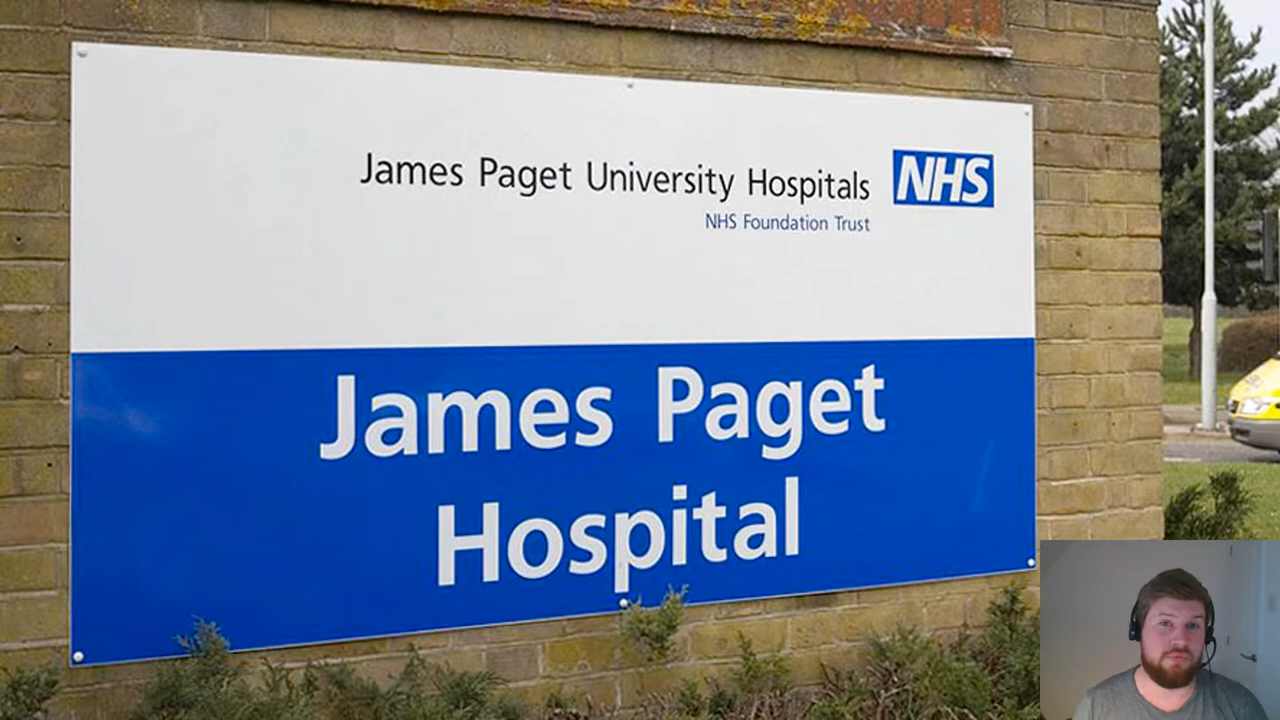 James Paget University Hospitals NHS
NHS Foundation Trust
James Paget
Hospital